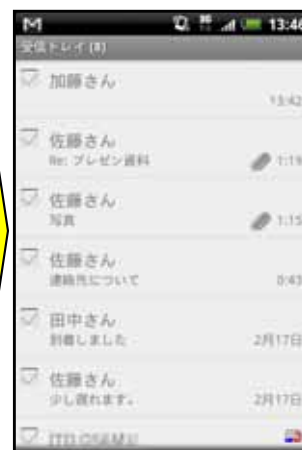 13:46
受信トレイ (8)
加藤さん
13:42
佐藤さん
Re: プレゼン資料 1:19
佐藤さん
写真 1:15
佐藤さん
連絡先について 0:43
田中さん
到着しました 2月17日
佐藤さん
少し遅れます。 2月17日